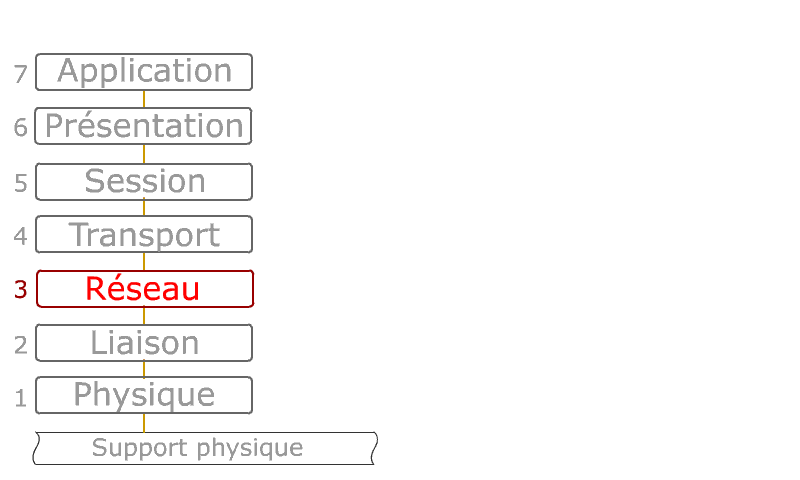 7 Application
6 Présentation
5 Session
4 Transport
3 Réseau
2 Liaison
1 Physique
Support physique